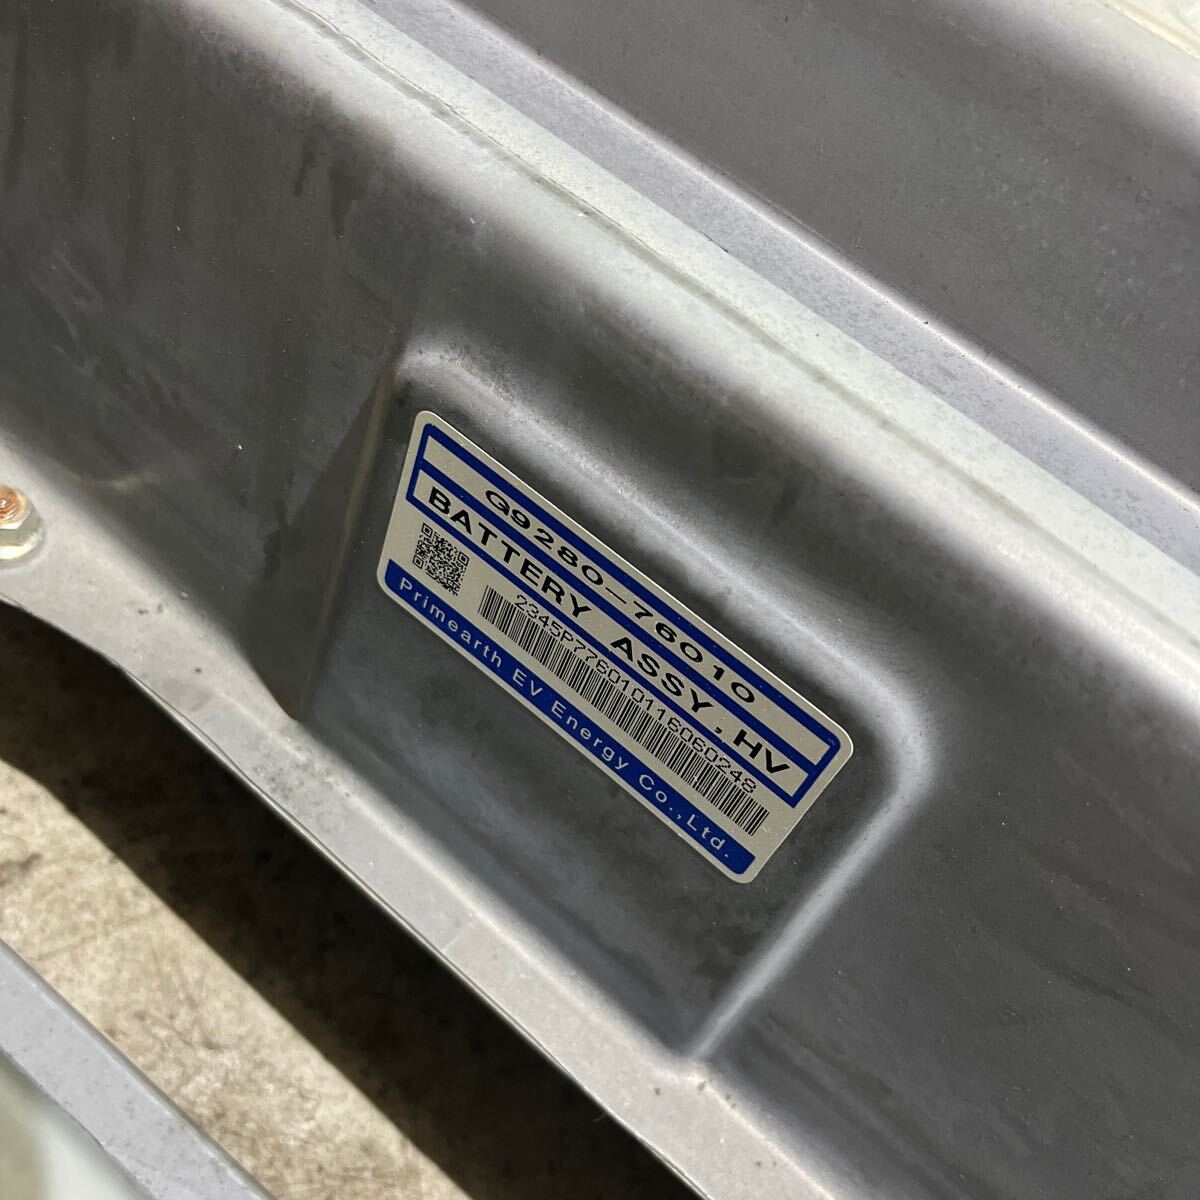 G9280-76010
BATTERY ASSY, HV
2345P7760101116060248
Primearth EV Energy Co.,Ltd.